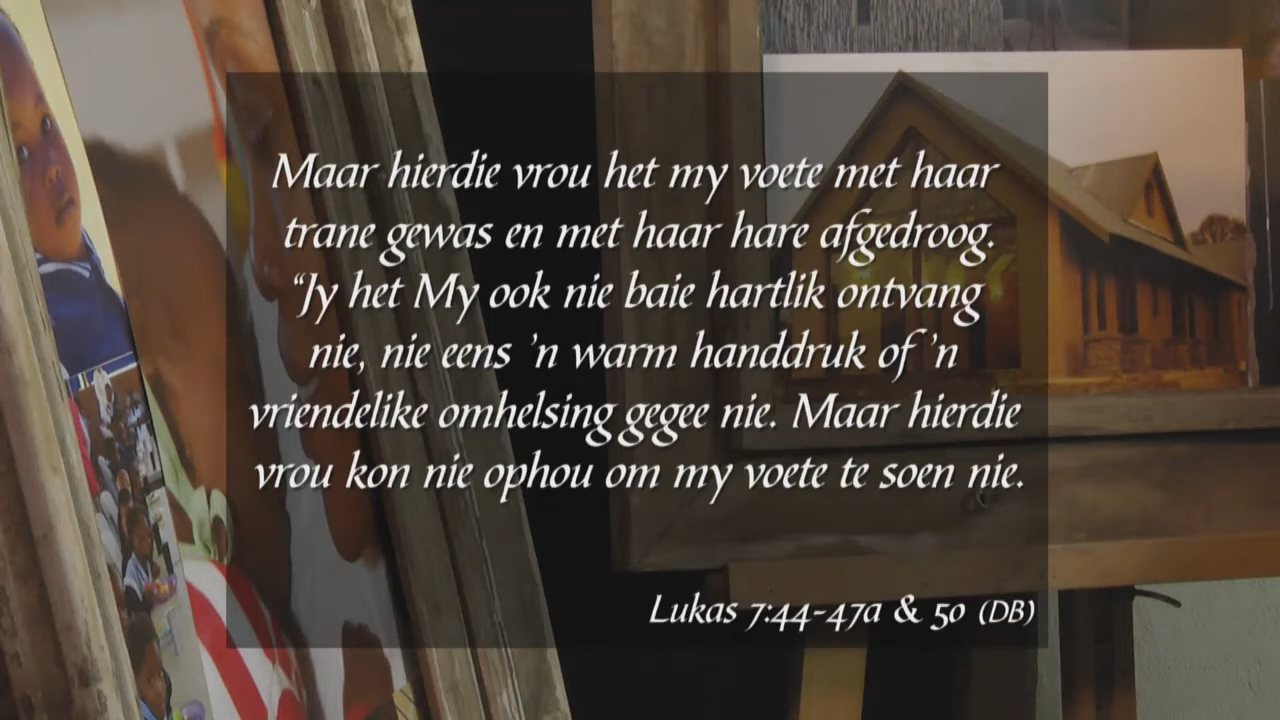 Maar hierdie vrou het my voete met haar
trane gewas en met haar hare afgedroog.
“Jy het My ook nie baie hartlik ontvang
nie, nie eens ’n warm handdruk of ’n
vriendelike omhelsing gegee nie. Maar hierdie
vrou kon nie ophou om my voete te soen nie.
Lukas 7:44-47a & 50 (DB)